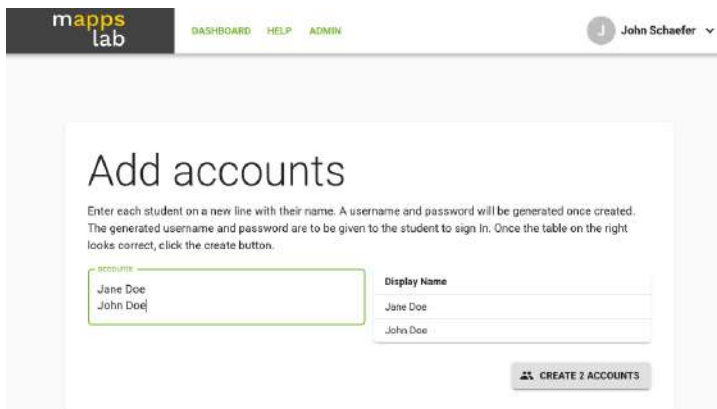 mapps
lab
DASHBOARD HELP ADMIN
J John Schaefer
Add accounts
Enter each student on a new line with their name. A username and password will be generated once created.
The generated username and password are to be given to the student to sign In. Once the table on the right
looks correct, click the create button.
accounts
Jane Doe
John Doe
Display Name
Jane Doe
John Doe
CREATE 2 ACCOUNTS